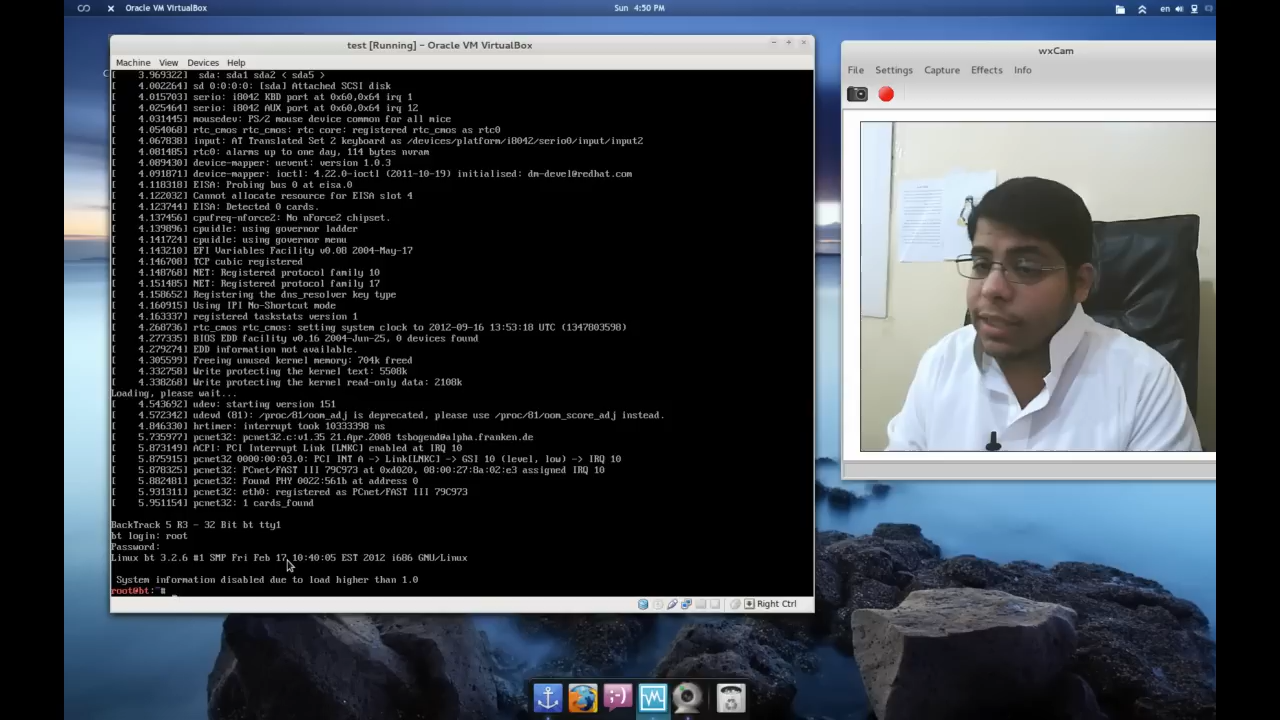 Oracle VM VirtualBox
Sun 4:50 PM
en
test [Running] - Oracle VM VirtualBox
Machine View Devices Help
[ 3.969322] sda: sda1 sda2 < sda5 >
[ 4.002264] sd 0:0:0:0: [sda] Attached SCSI disk
[ 4.015703] serio: i8042 KBD port at 0x60,0x64 irq 1
[ 4.025464] serio: i8042 AUX port at 0x60,0x64 irq 12
[ 4.031445] mousedev: PS/2 mouse device common for all mice
[ 4.054068] rtc_cmos rtc_cmos: rtc core: registered rtc_cmos as rtc0
[ 4.067838] input: AT Translated Set 2 keyboard as /devices/platform/i8042/serio0/input/input2
[ 4.081485] rtc0: alarms up to one day, 114 bytes nvram
[ 4.089430] device-mapper: uevent: version 1.0.3
[ 4.091871] device-mapper: ioctl: 4.22.0-ioctl (2011-10-19) initialised: dm-devel@redhat.com
[ 4.118318] EISA: Probing bus 0 at eisa.0
[ 4.122032] Cannot allocate resource for EISA slot 4
[ 4.123744] EISA: Detected 0 cards.
[ 4.137456] cpufreq-nforce2: No nForce2 chipset.
[ 4.139896] cpuidle: using governor ladder
[ 4.141724] cpuidle: using governor menu
[ 4.143210] EFI Variables Facility v0.08 2004-May-17
[ 4.146708] TCP cubic registered
[ 4.148768] NET: Registered protocol family 10
[ 4.151485] NET: Registered protocol family 17
[ 4.158652] Registering the dns_resolver key type
[ 4.160915] Using IPI No-Shortcut mode
[ 4.163337] registered taskstats version 1
[ 4.268736] rtc_cmos rtc_cmos: setting system clock to 2012-09-16 13:53:18 UTC (1347803598)
[ 4.277335] BIOS EDD facility v0.16 2004-Jun-25, 0 devices found
[ 4.279274] EDD information not available.
[ 4.305599] Freeing unused kernel memory: 704k freed
[ 4.332758] Write protecting the kernel text: 5508k
[ 4.338268] Write protecting the kernel read-only data: 2108k
Loading, please wait...
[ 4.543692] udev: starting version 151
[ 4.572342] udevd (81): /proc/81/oom_adj is deprecated, please use /proc/81/oom_score_adj instead.
[ 4.846330] hrtimer: interrupt took 10333398 ns
[ 5.735977] pcnet32: pcnet32.c:v1.35 21.Apr.2008 tsbogend@alpha.franken.de
[ 5.873149] ACPI: PCI Interrupt Link [LNKC] enabled at IRQ 10
[ 5.875915] pcnet32 0000:00:03.0: PCI INT A -> Link[LNKC] -> GSI 10 (level, low) -> IRQ 10
[ 5.878325] pcnet32: PCnet/FAST III 79C973 at 0xd020, 08:00:27:8a:02:e3 assigned IRQ 10
[ 5.882481] pcnet32: Found PHY 0022:561b at address 0
[ 5.931311] pcnet32: eth0: registered as PCnet/FAST III 79C973
[ 5.951154] pcnet32: 1 cards_found
BackTrack 5 R3 - 32 Bit bt tty1
bt login: root
Password:
Linux bt 3.2.6 #1 SMP Fri Feb 17 10:40:05 EST 2012 i686 GNU/Linux
System information disabled due to load higher than 1.0
root@bt:~#
Right Ctrl
wxCam
File Settings Capture Effects Info